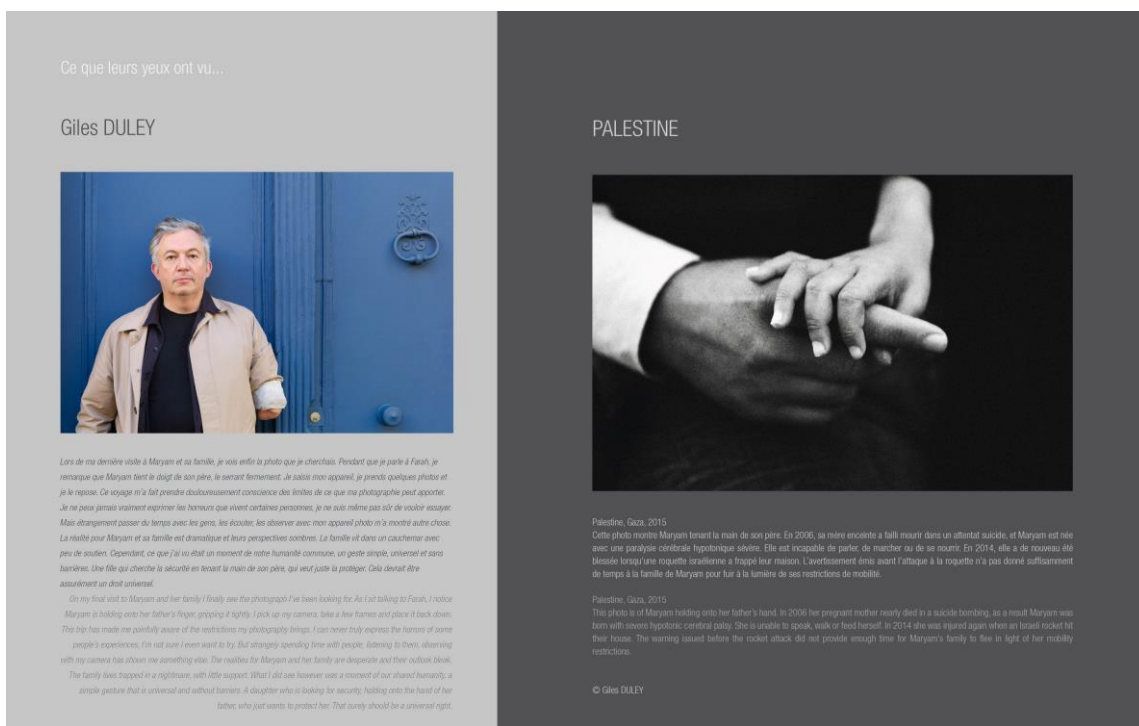 Ce que leurs yeux ont vu...
Giles DULEY
Lors de ma dernière visite à Maryam et sa famille, je vois enfin la photo que je cherchais. Pendant que je parle à Farah, je
remarque que Maryam tient le doigt de son père, le serrant fermement. Je saisis mon appareil, je prends quelques photos et
je le repose. Ce voyage m'a fait prendre douloureusement conscience des limites de ce que ma photographie peut apporter.
Je ne peux jamais vraiment exprimer les horreurs que vivent certaines personnes, je ne suis même pas sûr de vouloir essayer.
Mais étrangement passer du temps avec les gens, les écouter, les observer avec mon appareil photo m'a montré autre chose.
La réalité pour Maryam et sa famille est dramatique et leurs perspectives sombres. La famille vit dans un cauchemar avec
peu de soutien. Cependant, ce que j'ai vu était un moment de notre humanité commune, un geste simple, universel et sans
barrières. Une fille qui cherche la sécurité en tenant la main de son père, qui veut juste la protéger. Cela devrait être
assurément un droit universel.
On my final visit to Maryam and her family I finally see the photograph I've been looking for. As I sit talking to Farah, I notice
Maryam is holding onto her father's finger, gripping it tightly. I pick up my camera, take a few frames and place it back down.
This trip has made me painfully aware of the restrictions my photography brings. I can never truly express the horrors of some
people's experiences, I'm not sure I even want to try. But strangely spending time with people, listening to them, observing
with my camera has shown me something else. The realities for Maryam and her family are desperate and their outlook bleak.
The family lives trapped in a nightmare, with little support. What I did see however was a moment of our shared humanity, a
simple gesture that is universal and without barriers. A daughter who is looking for security, holding onto the hand of her
father, who just wants to protect her. That surely should be a universal right.
PALESTINE
Palestine, Gaza, 2015
Cette photo montre Maryam tenant la main de son père. En 2006, sa mère enceinte a failli mourir dans un attentat suicide, et Maryam est née
avec une paralysie cérébrale hypotonique sévère. Elle est incapable de parler, de marcher ou de se nourrir. En 2014, elle a de nouveau été
blessée lorsqu'une roquette israélienne a frappé leur maison. L'avertissement émis avant l'attaque à la roquette n'a pas donné suffisamment
de temps à la famille de Maryam pour fuir à la lumière de ses restrictions de mobilité.
Palestine, Gaza, 2015
This photo is of Maryam holding onto her father's hand. In 2006 her pregnant mother nearly died in a suicide bombing, as a result Maryam was
born with severe hypotonic cerebral palsy. She is unable to speak, walk or feed herself. In 2014 she was injured again when an Israeli rocket hit
their house. The warning issued before the rocket attack did not provide enough time for Maryam's family to flee in light of her mobility
restrictions.
© Giles DULEY